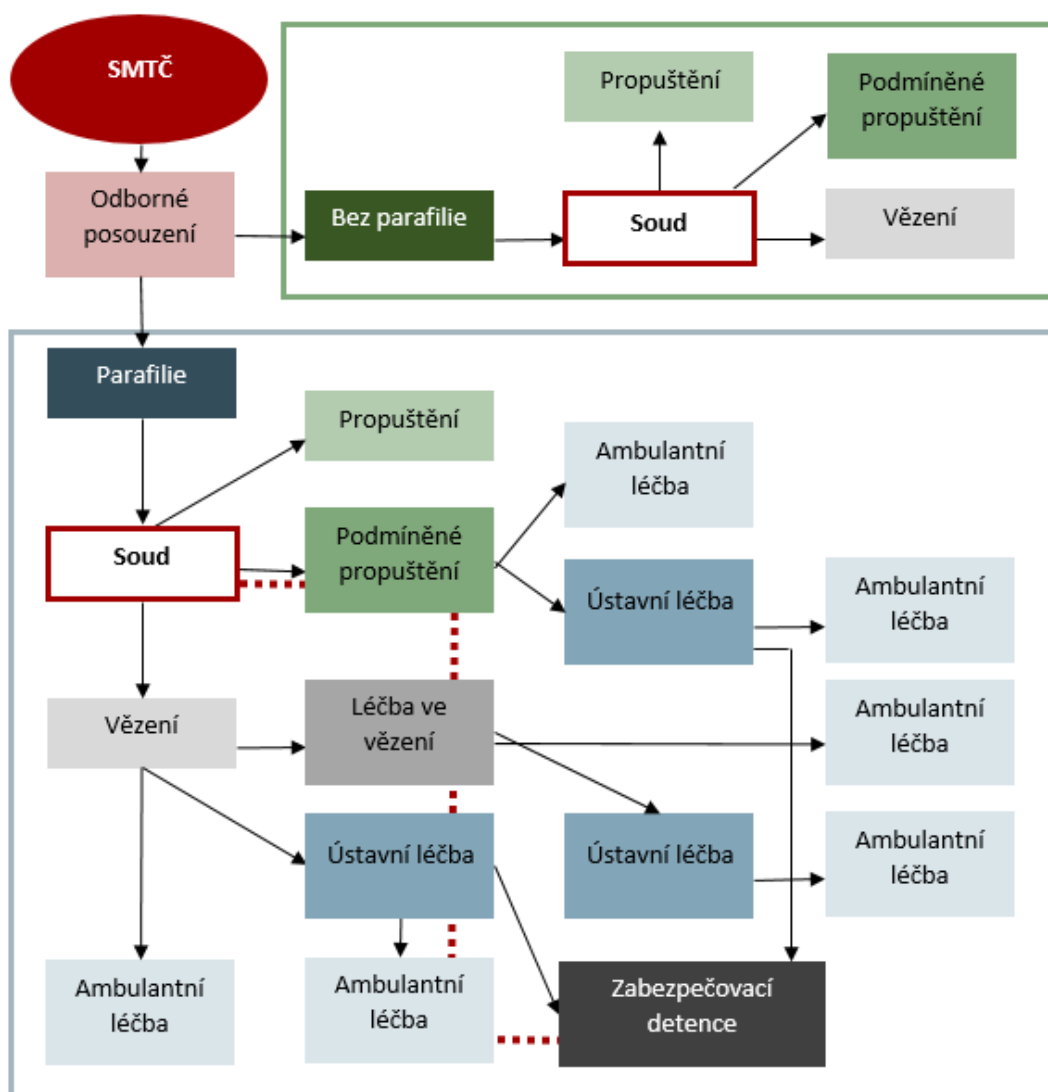 SMTČ
Propuštění
Podmíněné
propuštění
Odborné
posouzení
Bez parafilie
Soud
Vězení
Parafilie
Propuštění
Ambulantní
léčba
Soud
Podmíněné
propuštění
Ústavní léčba
Ambulantní
léčba
Vězení
Léčba ve
vězení
Ambulantní
léčba
Ústavní léčba
Ústavní léčba
Ambulantní
léčba
Ambulantní
léčba
Ambulantní
léčba
Zabezpečovací
detence